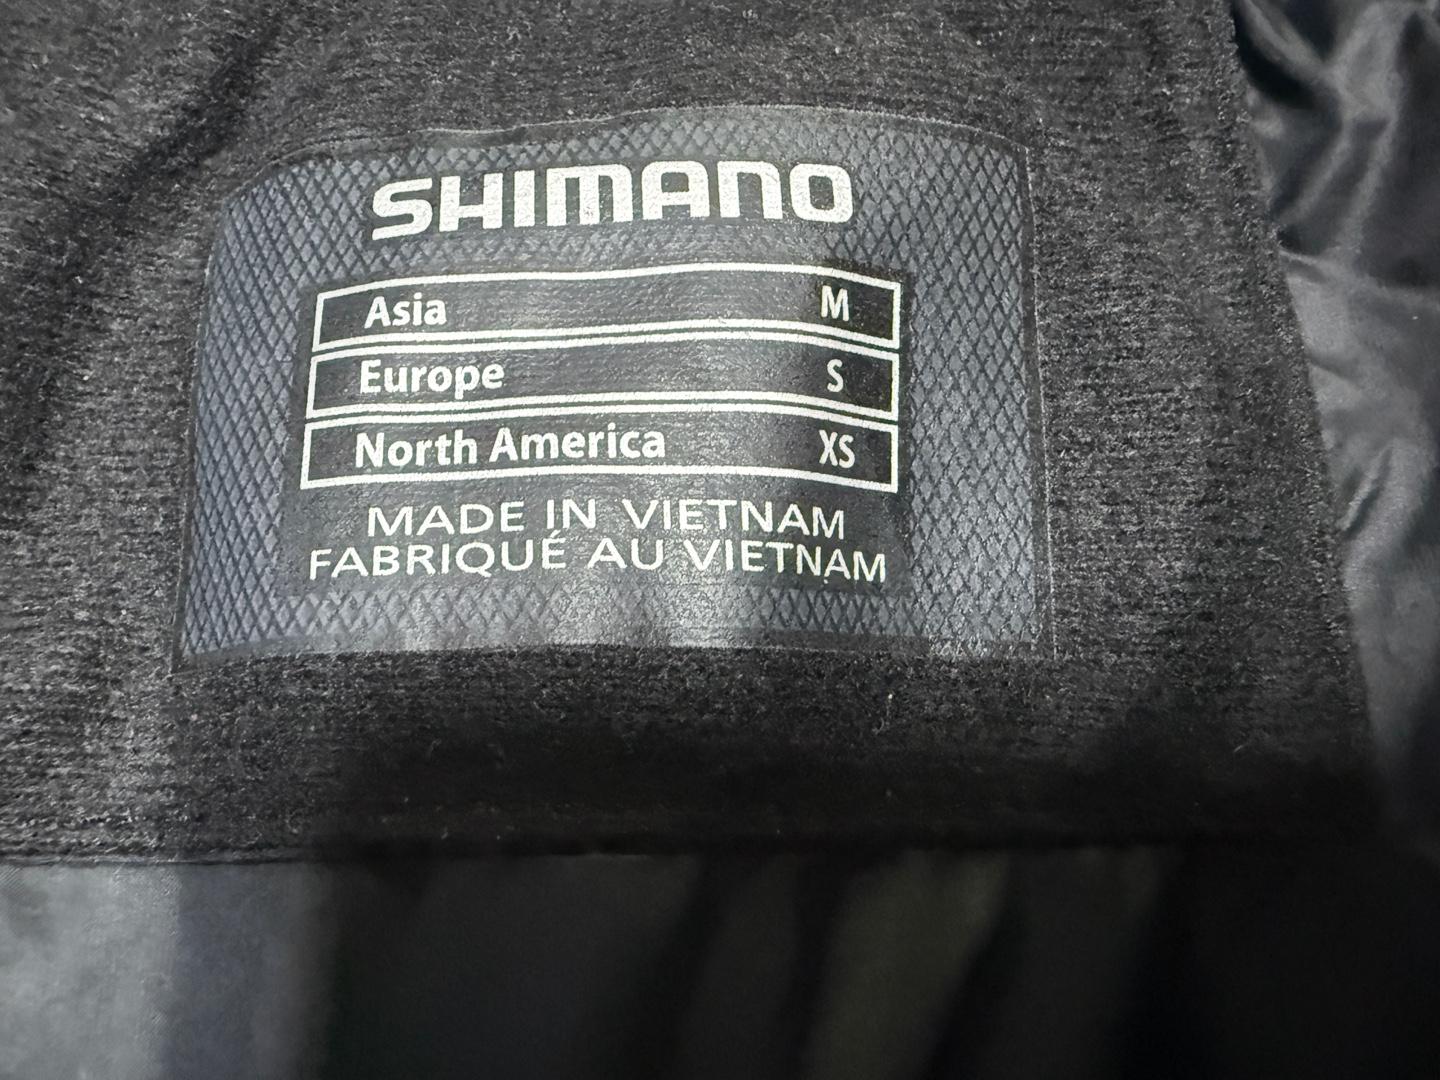 SHIMANO
Asia M
Europe S
North America XS
MADE IN VIETNAM
FABRIQUÉ AU VIETNAM